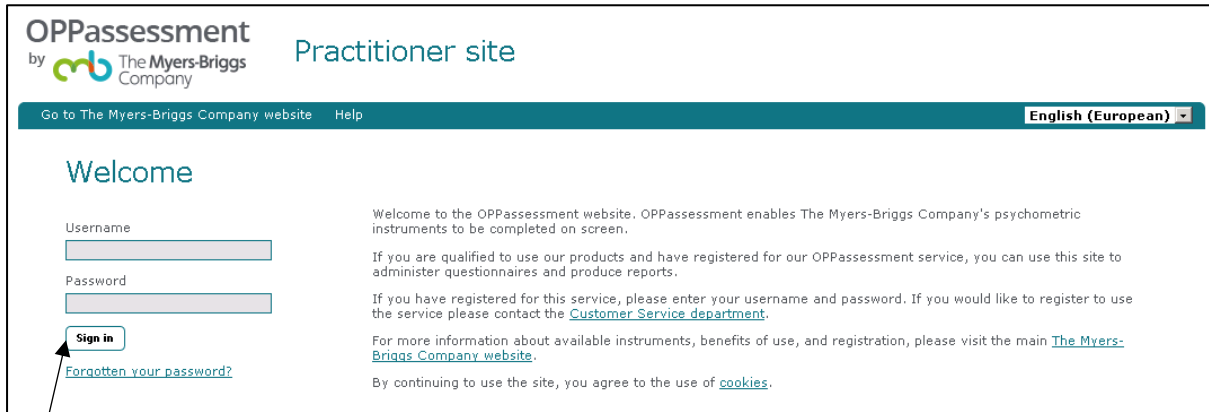 OPPassessment
by The Myers-Briggs
Company
Practitioner site
Go to The Myers-Briggs Company website Help English (European)
Welcome
Username
Password
Sign in
Forgotten your password?
Welcome to the OPPassessment website. OPPassessment enables The Myers-Briggs Company's psychometric
instruments to be completed on screen.
If you are qualified to use our products and have registered for our OPPassessment service, you can use this site to
administer questionnaires and produce reports.
If you have registered for this service, please enter your username and password. If you would like to register to use
the service please contact the Customer Service department.
For more information about available instruments, benefits of use, and registration, please visit the main The Myers-
Briggs Company website.
By continuing to use the site, you agree to the use of cookies.